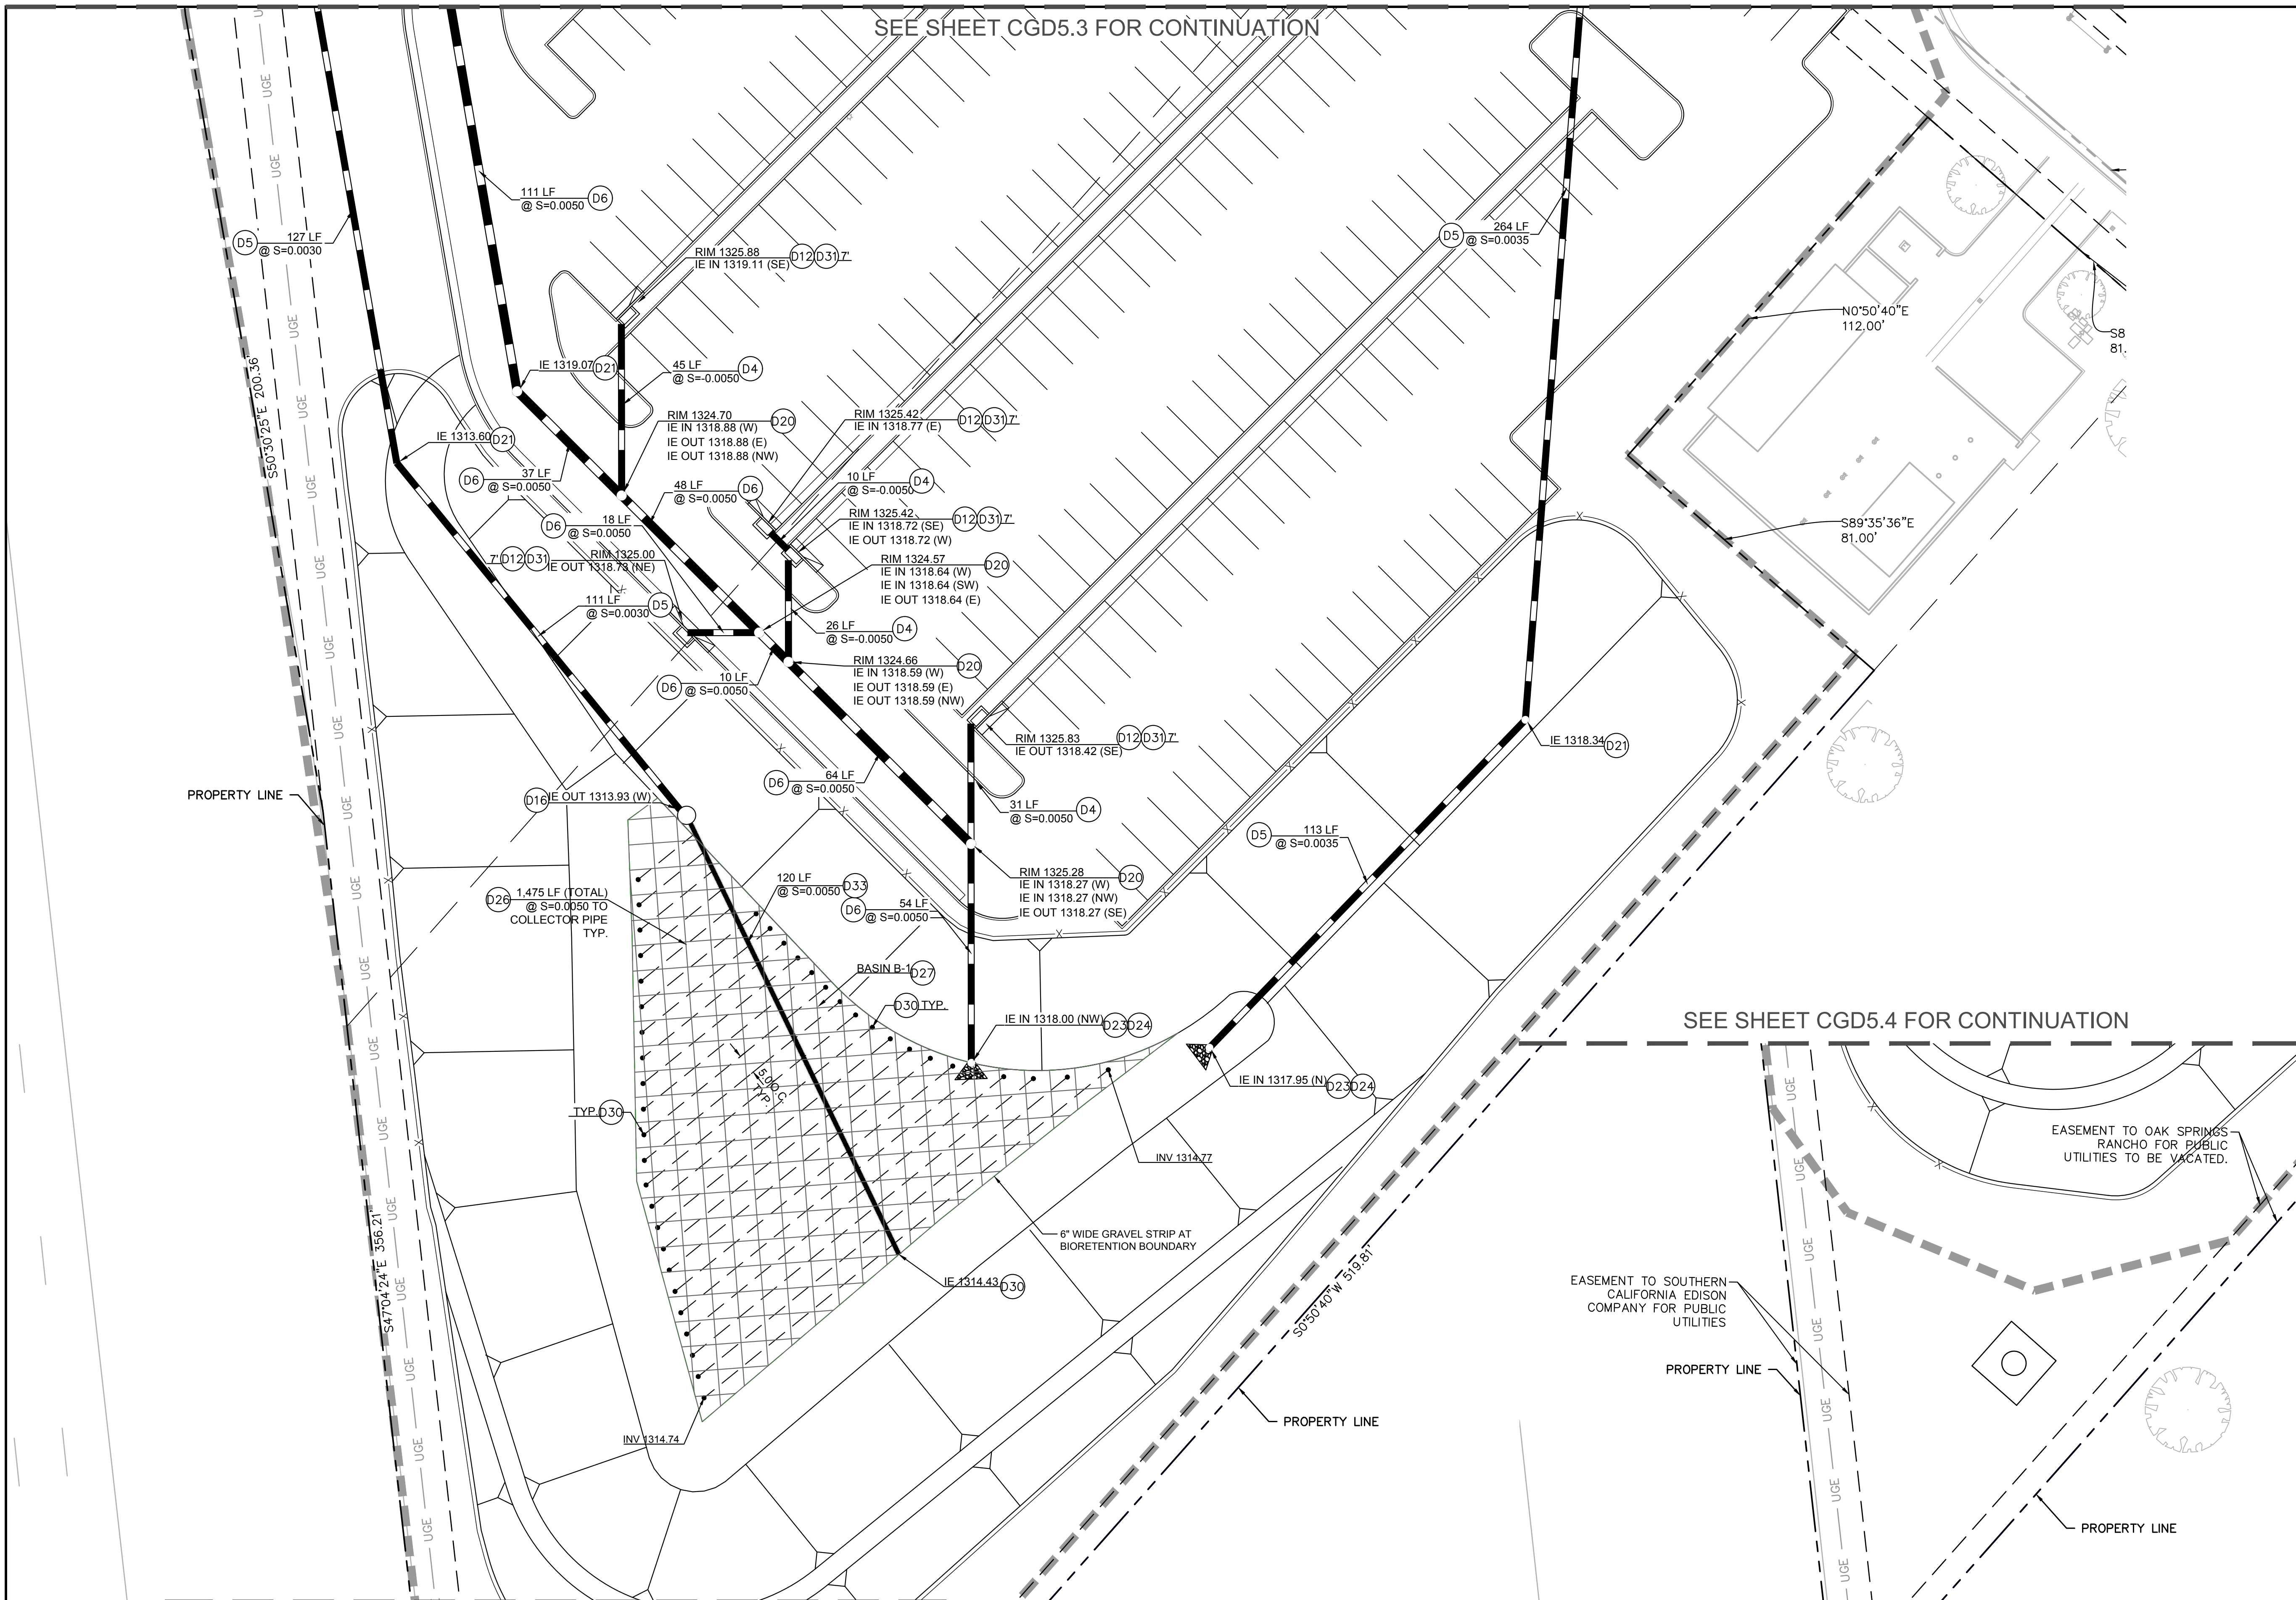 SEE SHEET CGD5.3 FOR CONTINUATION
UGE
111 LF
@ S=0.0050
D6
D5
127 LF
@ S=0.0030
RIM 1325.88
IE IN 1319.11 (SE)
D12
D31
7'
D5
264 LF
@ S=0.0035
N0°50'40"E
112.00'
S8
81.
S50°30'25"E 200.36'
IE 1319.07
D21
45 LF
@ S=-0.0050
D4
RIM 1324.70
IE IN 1318.88 (W)
IE OUT 1318.88 (E)
IE OUT 1318.88 (NW)
D20
RIM 1325.42
IE IN 1318.77 (E)
D12
D31
7'
IE 1313.60
D21
D6
37 LF
@ S=0.0050
48 LF
@ S=0.0050
D6
10 LF
@ S=-0.0050
D4
D6
18 LF
@ S=0.0050
RIM 1325.42
IE IN 1318.72 (SE)
IE OUT 1318.72 (W)
D12
D31
7'
S89°35'36"E
81.00'
7'
D12
D31
RIM 1325.00
IE OUT 1318.73 (NE)
RIM 1324.57
IE IN 1318.64 (W)
IE IN 1318.64 (SW)
IE OUT 1318.64 (E)
D20
111 LF
@ S=0.0030
D5
26 LF
@ S=-0.0050
D4
D6
10 LF
@ S=0.0050
RIM 1324.66
IE IN 1318.59 (W)
IE OUT 1318.59 (E)
IE OUT 1318.59 (NW)
D20
RIM 1325.83
IE OUT 1318.42 (SE)
D12
D31
7'
IE 1318.34
D21
PROPERTY LINE
D16
IE OUT 1313.93 (W)
D6
64 LF
@ S=0.0050
31 LF
@ S=0.0050
D4
D5
113 LF
@ S=0.0035
D26
1,475 LF (TOTAL)
@ S=0.0050 TO
COLLECTOR PIPE
TYP.
120 LF
@ S=0.0050
D33
D6
54 LF
@ S=0.0050
RIM 1325.28
IE IN 1318.27 (W)
IE IN 1318.27 (NW)
IE OUT 1318.27 (SE)
D20
BASIN B-1
D27
D30
TYP.
IE IN 1318.00 (NW)
D23
D24
SEE SHEET CGD5.4 FOR CONTINUATION
5.0' O.C.
TYP.
IE IN 1317.95 (N)
D23
D24
TYP.
D30
INV 1314.77
EASEMENT TO OAK SPRINGS
RANCHO FOR PUBLIC
UTILITIES TO BE VACATED.
S47°04'24"E 356.21'
6" WIDE GRAVEL STRIP AT
BIORETENTION BOUNDARY
IE 1314.43
D30
S0°50'40"W 519.81'
EASEMENT TO SOUTHERN
CALIFORNIA EDISON
COMPANY FOR PUBLIC
UTILITIES
PROPERTY LINE
PROPERTY LINE
INV 1314.74
PROPERTY LINE